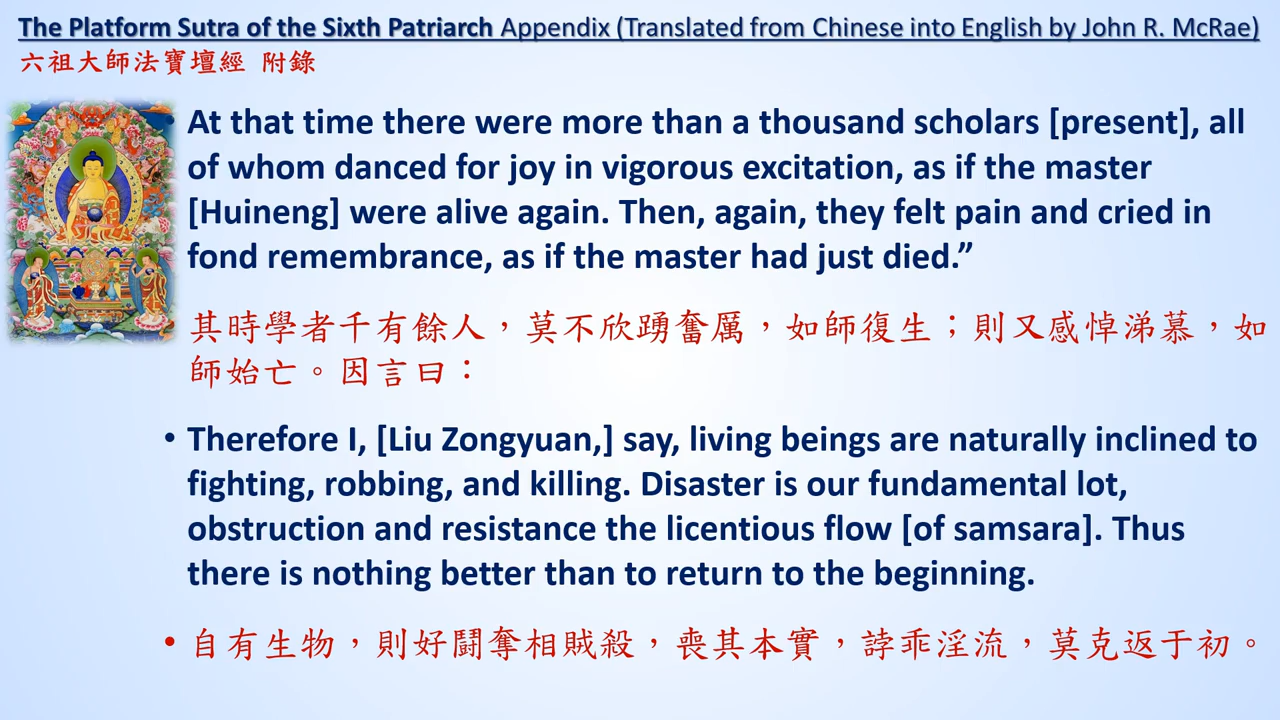 The Platform Sutra of the Sixth Patriarch Appendix (Translated from Chinese into English by John R. McRae)
六祖大師法寶壇經 附錄
At that time there were more than a thousand scholars [present], all
of whom danced for joy in vigorous excitation, as if the master
[Huineng] were alive again. Then, again, they felt pain and cried in
fond remembrance, as if the master had just died.”
其時學者千有餘人，莫不欣踴奮厲，如師復生；則又感悼涕慕，如
師始亡。因言曰：
• Therefore I, [Liu Zongyuan,] say, living beings are naturally inclined to
fighting, robbing, and killing. Disaster is our fundamental lot,
obstruction and resistance the licentious flow [of samsara]. Thus
there is nothing better than to return to the beginning.
• 自有生物，則好鬪奪相賊殺，喪其本實，誖乖淫流，莫克返于初。